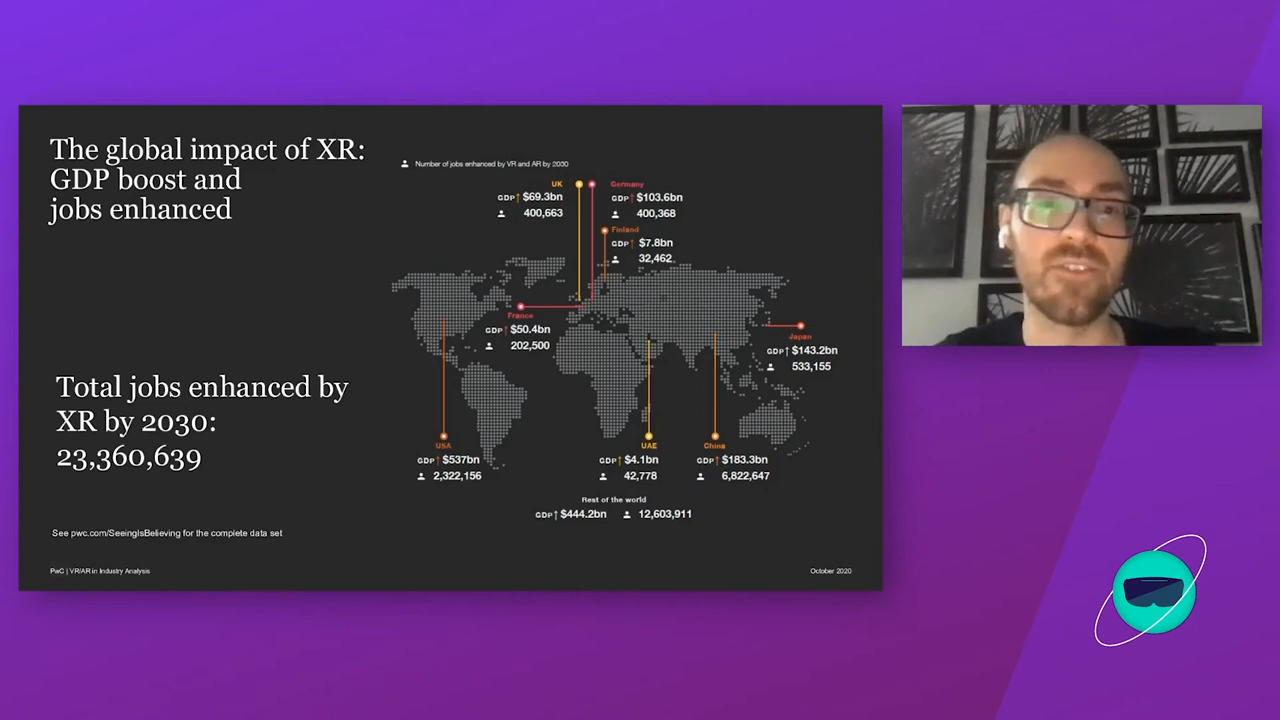 The global impact of XR:
GDP boost and
jobs enhanced
Number of jobs enhanced by VR and AR by 2030
UK
GDP↑ $69.3bn
400,663
Germany
GDP↑ $103.6bn
400,368
Finland
GDP↑ $7.8bn
32,462
France
GDP↑ $50.4bn
202,500
Japan
GDP↑ $143.2bn
533,155
Total jobs enhanced by
XR by 2030:
23,360,639
USA
GDP↑ $537bn
2,322,156
UAE
GDP↑ $4.1bn
42,778
China
GDP↑ $183.3bn
6,822,647
Rest of the world
GDP↑ $444.2bn 12,603,911
See pwc.com/SeeingIsBelieving for the complete data set
PwC | VR/AR in Industry Analysis
October 2020